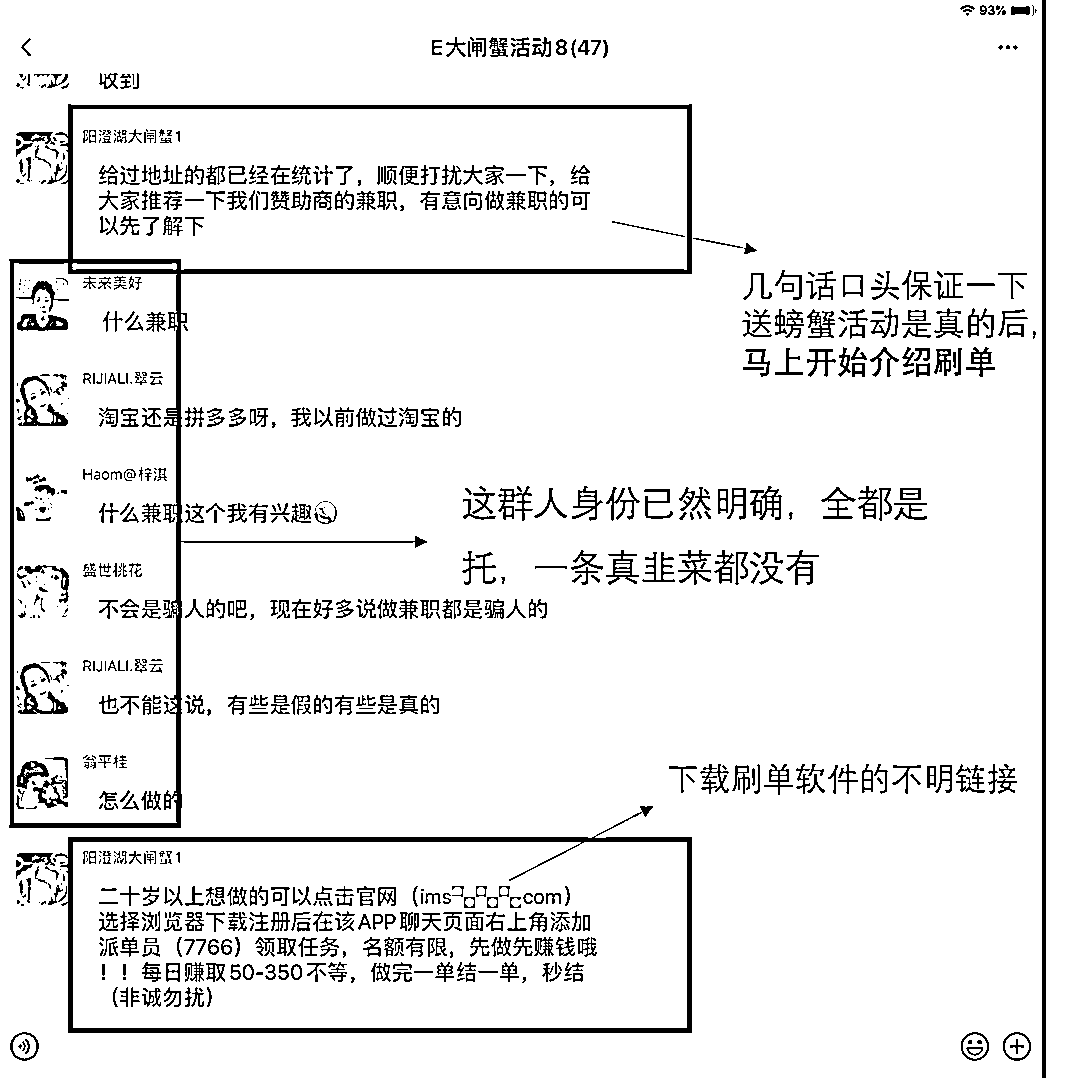 93%
E大闸蟹活动8(47)
收到
阳澄湖大闸蟹1
给过地址的都已经在统计了，顺便打扰大家一下，给
大家推荐一下我们赞助商的兼职，有意向做兼职的可
以先了解下
几句话口头保证一下
送螃蟹活动是真的后，
马上开始介绍刷单
未来美好
什么兼职
RIJIALI.翠云
淘宝还是拼多多呀，我以前做过淘宝的
Haom@梓淇
什么兼职这个我有兴趣
这群人身份已然明确，全都是
托，一条真韭菜都没有
盛世桃花
不会是骗人的吧，现在好多说做兼职都是骗人的
RIJIALI.翠云
也不能这说，有些是假的有些是真的
翁平桂
怎么做的
下载刷单软件的不明链接
阳澄湖大闸蟹1
二十岁以上想做的可以点击官网（ims com）
选择浏览器下载注册后在该APP聊天页面右上角添加
派单员（7766）领取任务，名额有限，先做先赚钱哦
！！每日赚取50-350不等，做完一单结一单，秒结
（非诚勿扰）